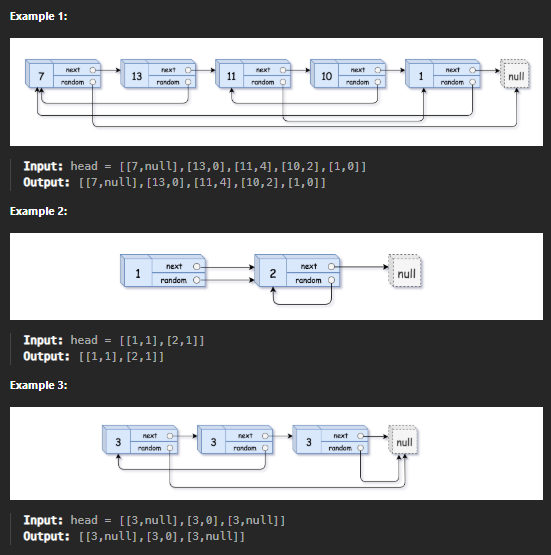 Example 1:
next next next next next
7 13 11 10 1 null
random random random random random
Input: head = [[7,null],[13,0],[11,4],[10,2],[1,0]]
Output: [[7,null],[13,0],[11,4],[10,2],[1,0]]
Example 2:
next next
1 2 null
random random
Input: head = [[1,1],[2,1]]
Output: [[1,1],[2,1]]
Example 3:
next next next
3 3 3 null
random random random
Input: head = [[3,null],[3,0],[3,null]]
Output: [[3,null],[3,0],[3,null]]